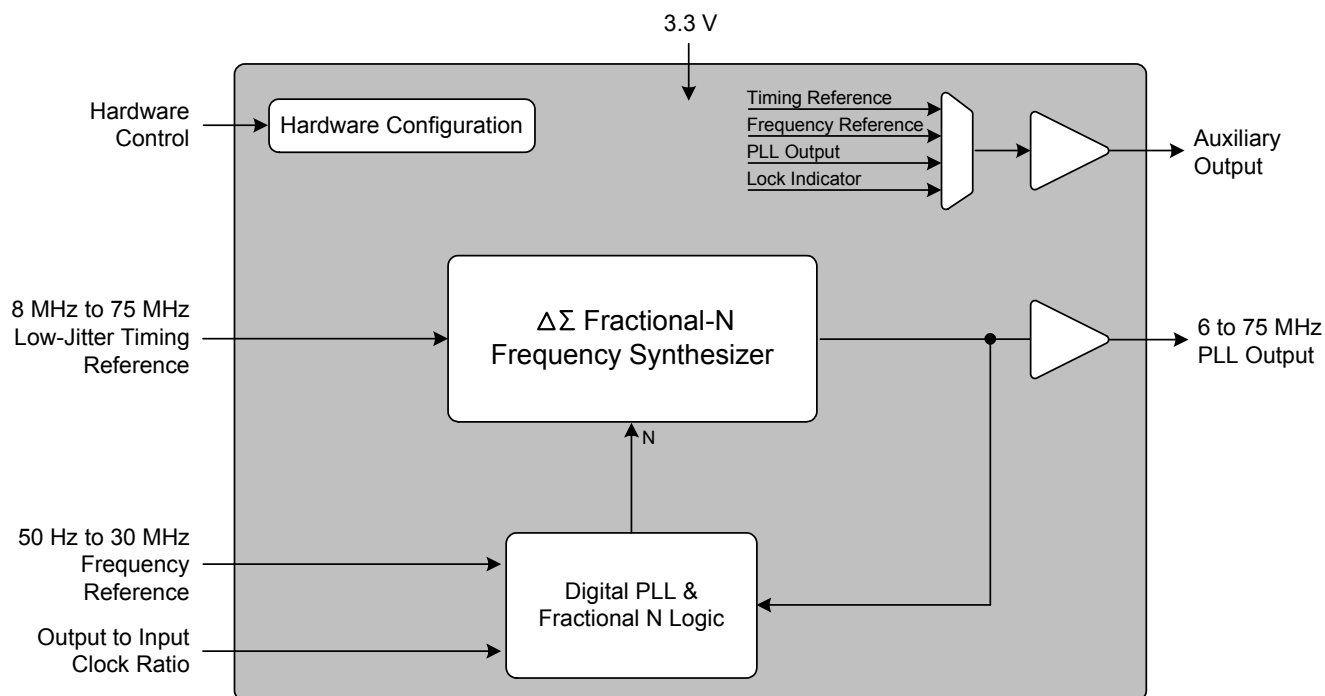 3.3 V
Hardware
Control
Hardware Configuration
Timing Reference
Frequency Reference
PLL Output
Lock Indicator
Auxiliary
Output
8 MHz to 75 MHz
Low-Jitter Timing
Reference
ΔΣ Fractional-N
Frequency Synthesizer
6 to 75 MHz
PLL Output
N
50 Hz to 30 MHz
Frequency
Reference
Digital PLL &
Fractional N Logic
Output to Input
Clock Ratio